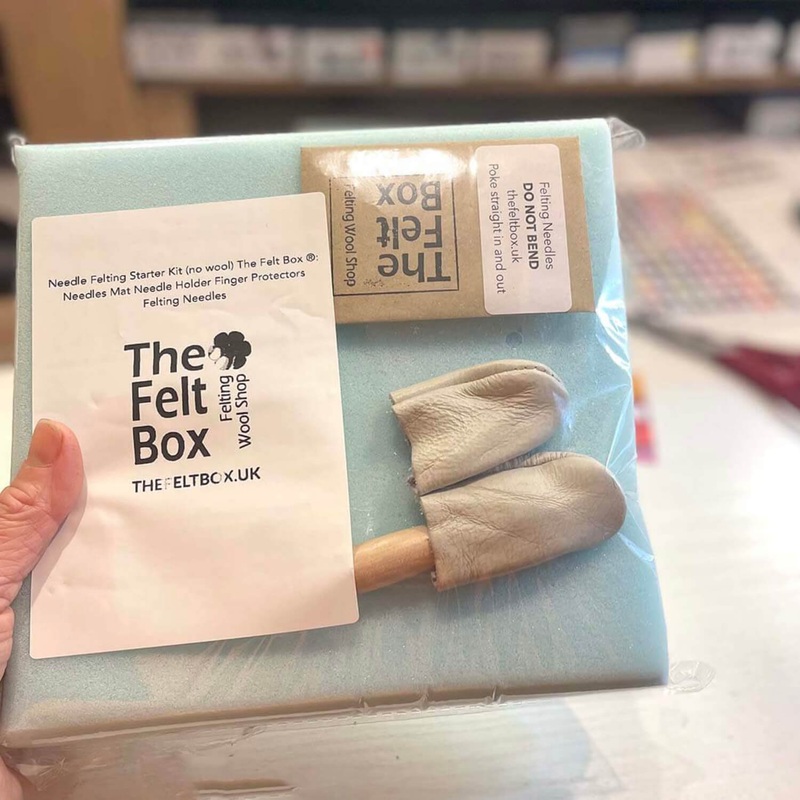 Needle Felting Starter Kit (no wool) The Felt Box ®:
Needles Mat Needle Holder Finger Protectors
Felting Needles
The
Felt
Box
Felting
Wool Shop
THEFELTBOX.UK
Felting Needles
DO NOT BEND
thefeltbox.uk
Poke straight in and out
The
Felt
Box
Felting Wool Shop